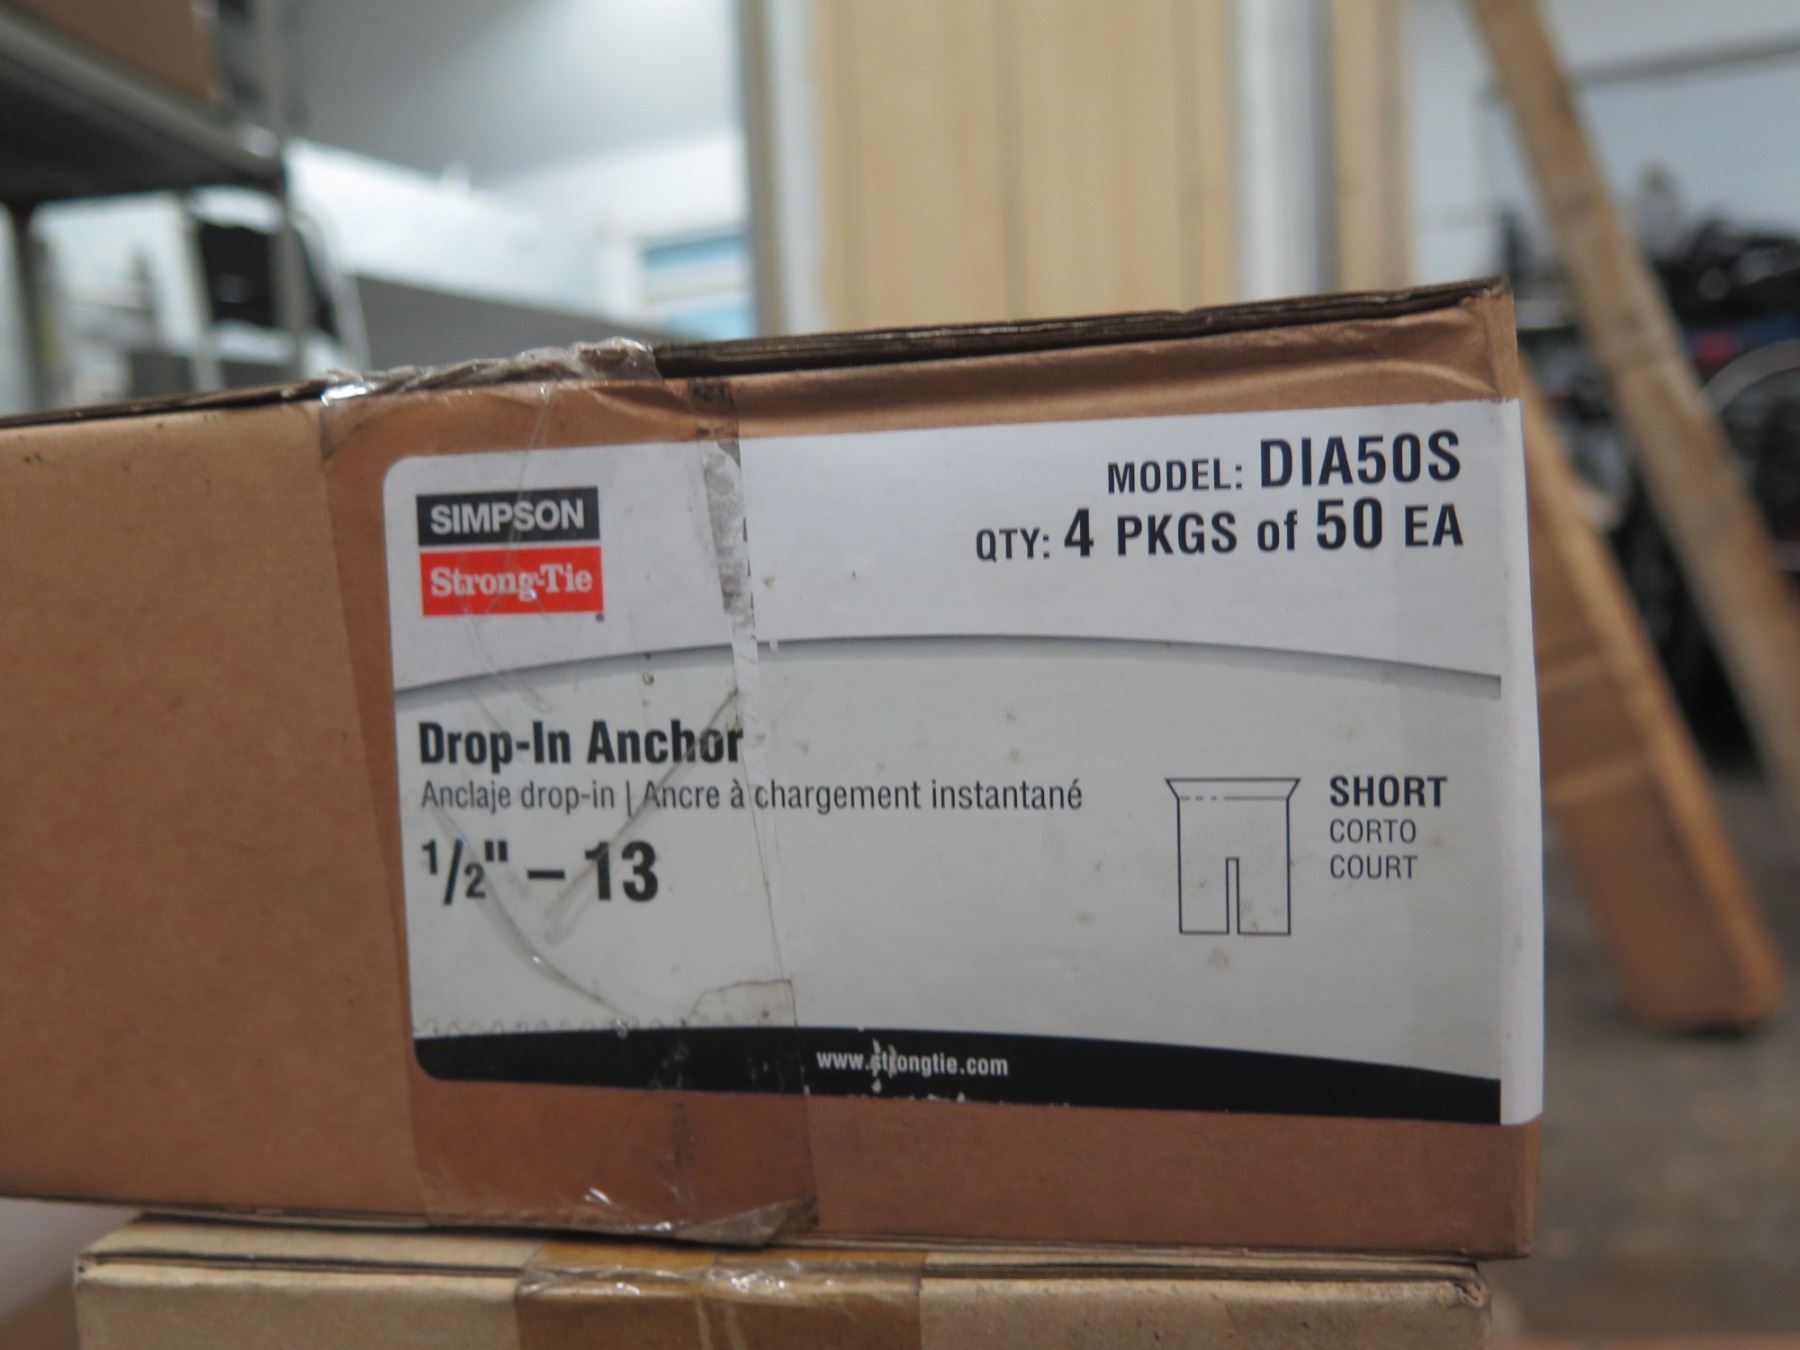 SIMPSON
Strong-Tie
MODEL: DIA50S
QTY: 4 PKGS of 50 EA
Drop-In Anchor
Anclaje drop-in | Ancre à chargement instantané
1/2" – 13
SHORT
CORTO
COURT
www.strongtie.com